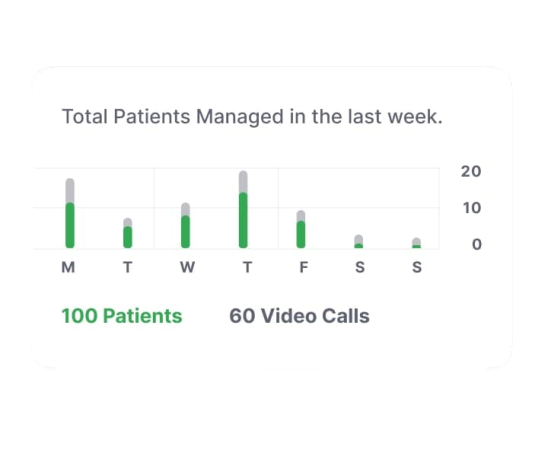 Total Patients Managed in the last week.
20
10
0
M T W T F S S
100 Patients 60 Video Calls